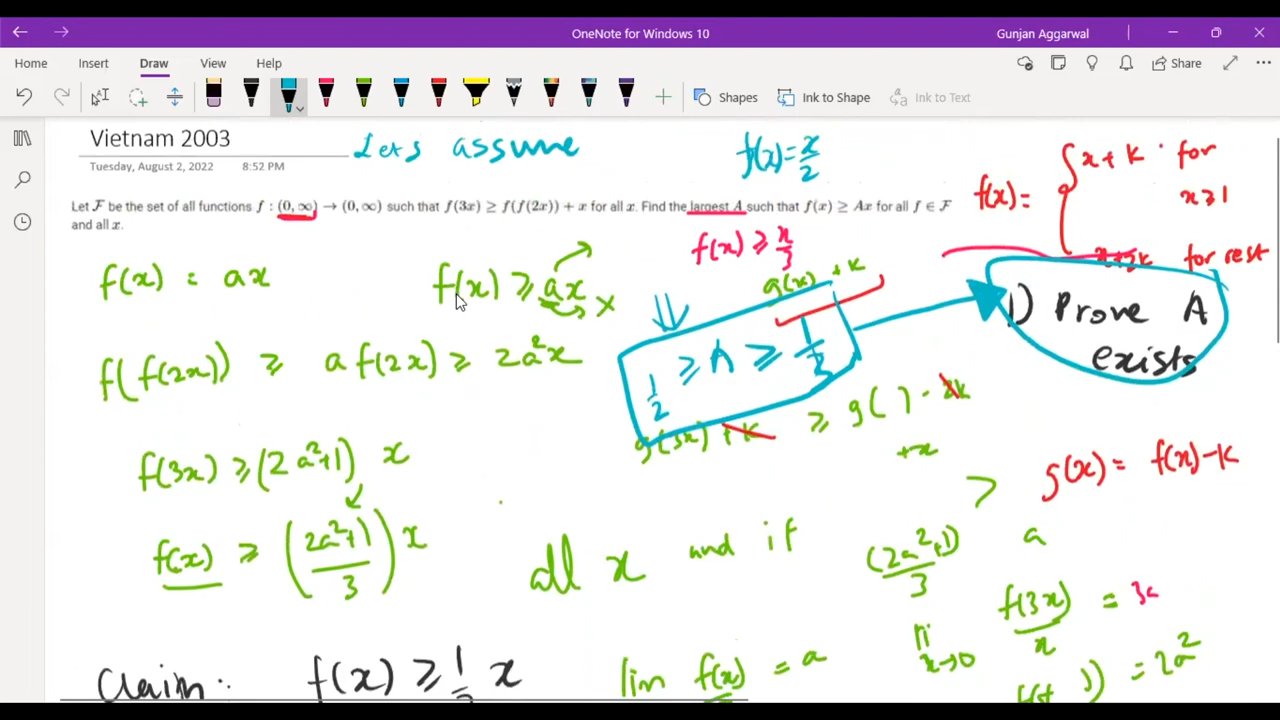 OneNote for Windows 10
Gunjan Aggarwal
Home Insert Draw View Help
Share
Shapes
Ink to Shape
Ink to Text
Vietnam 2003
Tuesday, August 2, 2022 8:52 PM
Lets assume
f(x) = x/2
Let F be the set of all functions f : (0, ∞) → (0, ∞) such that f(3x) ≥ f(f(2x)) + x for all x. Find the largest A such that f(x) ≥ Ax for all f ∈ F
and all x.
f(x) = { x + k for x ≥ 1
for rest
f(x) ≥ x/3
f(x) = ax
f(x) ≥ ax
g(x) + k
1/2 ≥ A ≥ 1/3
1) Prove A
exists
f(f(2x)) ≥ a f(2x) ≥ 2a²x
g(3x) + k ≥ g( )
+x
f(3x) ≥ (2a²+1) x
g(x) = f(x) - k
f(x) ≥ (2a²+1)/3 x
all x and if (2a²+1)/3 > a
f(3x)/x = 3a
lim x→0
= 2a²
Claim: f(x) ≥ 1/2 x
lim f(x) = a